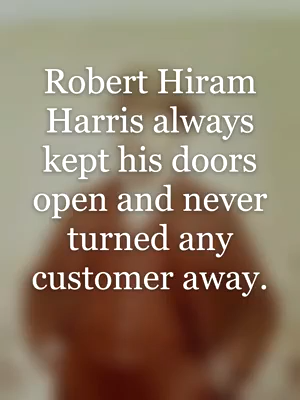 Robert Hiram
Harris always
kept his doors
open and never
turned any
customer away.